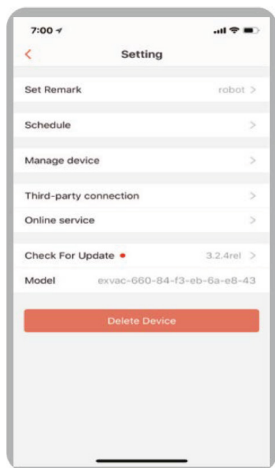 7:00
Setting
Set Remark robot >
Schedule >
Manage device >
Third-party connection >
Online service >
Check For Update 3.2.4rel >
Model exvac-660-84-f3-eb-6a-e8-43
Delete Device